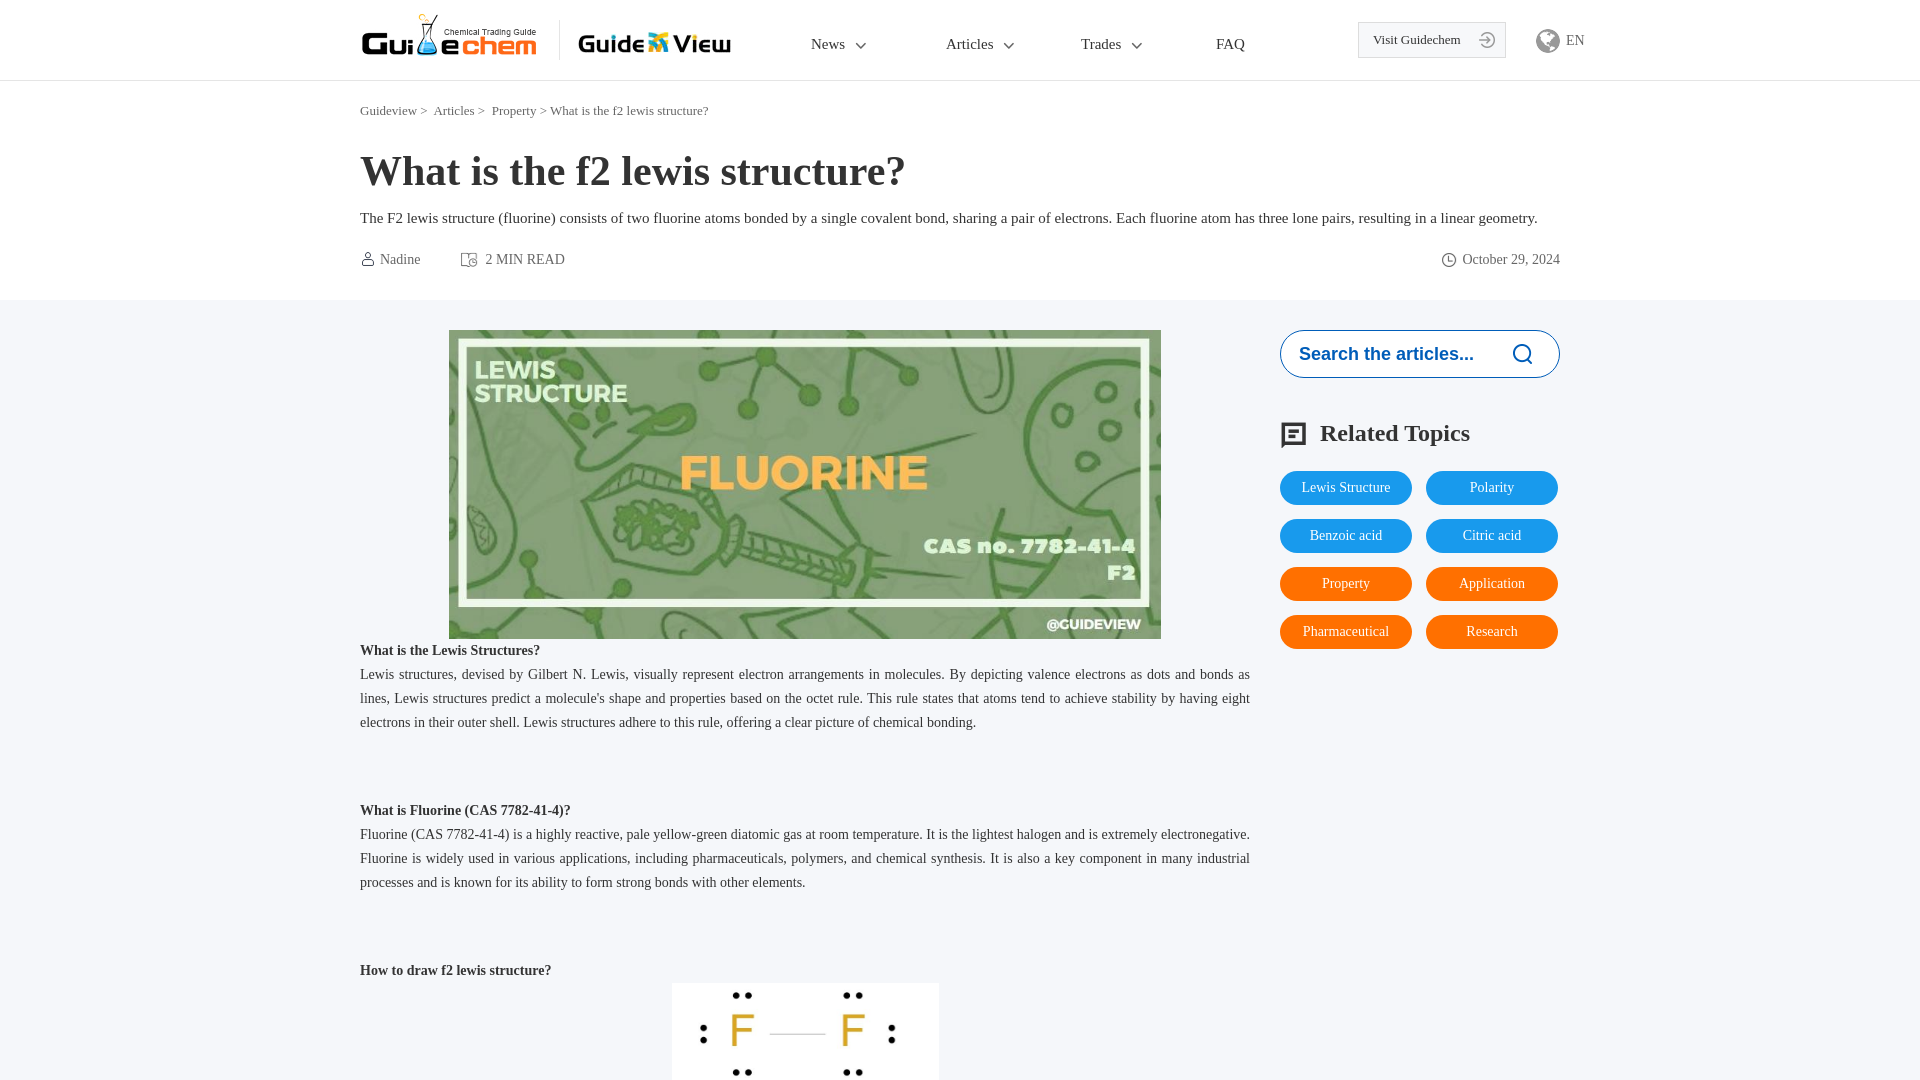 Guidechem
Chemical Trading Guide
Guide View
News
Articles
Trades
FAQ
Visit Guidechem
EN
Guideview > Articles > Property > What is the f2 lewis structure?
What is the f2 lewis structure?
The F2 lewis structure (fluorine) consists of two fluorine atoms bonded by a single covalent bond, sharing a pair of electrons. Each fluorine atom has three lone pairs, resulting in a linear geometry.
Nadine
2 MIN READ
October 29, 2024
LEWIS
STRUCTURE
FLUORINE
CAS no. 7782-41-4
F2
@GUIDEVIEW
What is the Lewis Structures?
Lewis structures, devised by Gilbert N. Lewis, visually represent electron arrangements in molecules. By depicting valence electrons as dots and bonds as
lines, Lewis structures predict a molecule's shape and properties based on the octet rule. This rule states that atoms tend to achieve stability by having eight
electrons in their outer shell. Lewis structures adhere to this rule, offering a clear picture of chemical bonding.
What is Fluorine (CAS 7782-41-4)?
Fluorine (CAS 7782-41-4) is a highly reactive, pale yellow-green diatomic gas at room temperature. It is the lightest halogen and is extremely electronegative.
Fluorine is widely used in various applications, including pharmaceuticals, polymers, and chemical synthesis. It is also a key component in many industrial
processes and is known for its ability to form strong bonds with other elements.
How to draw f2 lewis structure?
F F
Search the articles...
Related Topics
Lewis Structure
Polarity
Benzoic acid
Citric acid
Property
Application
Pharmaceutical
Research